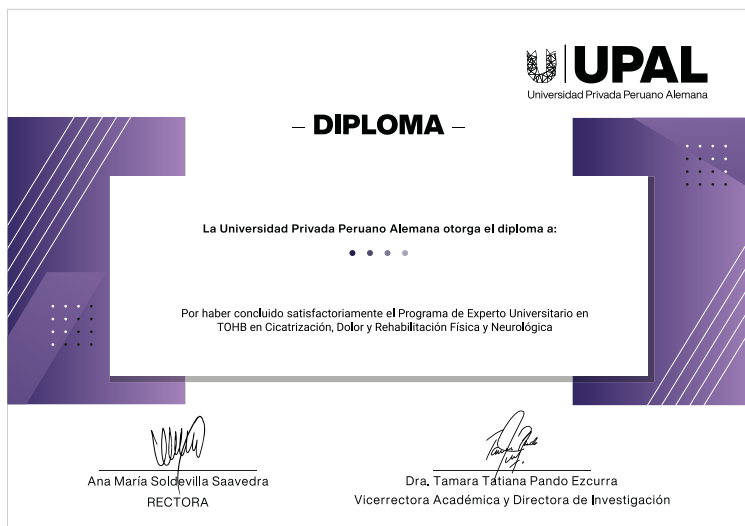 UPAL
Universidad Privada Peruano Alemana
– DIPLOMA –
La Universidad Privada Peruano Alemana otorga el diploma a:
Por haber concluido satisfactoriamente el Programa de Experto Universitario en
TOHB en Cicatrización, Dolor y Rehabilitación Física y Neurológica
Ana María Soldevilla Saavedra
RECTORA
Dra. Tamara Tatiana Pando Ezcurra
Vicerrectora Académica y Directora de Investigación